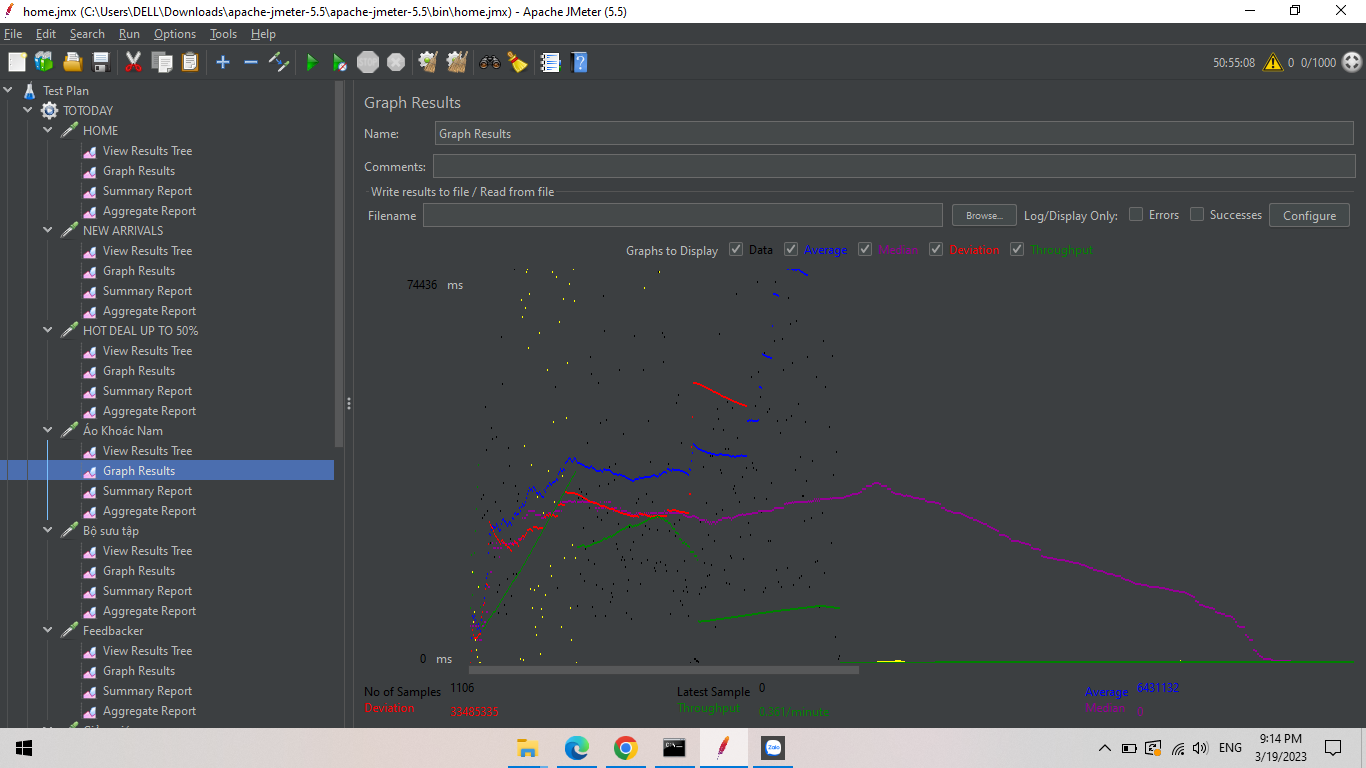 home.jmx (C:\Users\DELL\Downloads\apache-jmeter-5.5\apache-jmeter-5.5\bin\home.jmx) - Apache JMeter (5.5)
File Edit Search Run Options Tools Help
STOP 50:55:08 0 0/1000
Test Plan
TOTODAY
HOME
View Results Tree
Graph Results
Summary Report
Aggregate Report
NEW ARRIVALS
View Results Tree
Graph Results
Summary Report
Aggregate Report
HOT DEAL UP TO 50%
View Results Tree
Graph Results
Summary Report
Aggregate Report
Áo Khoác Nam
View Results Tree
Graph Results
Summary Report
Aggregate Report
Bộ sưu tập
View Results Tree
Graph Results
Summary Report
Aggregate Report
Feedbacker
View Results Tree
Graph Results
Summary Report
Aggregate Report
Graph Results
Name: Graph Results
Comments:
Write results to file / Read from file
Filename Browse... Log/Display Only: Errors Successes Configure
Graphs to Display Data Average Median Deviation Throughput
74436 ms
0 ms
No of Samples 1106 Latest Sample 0 Average 6431132
Deviation 33485335 Throughput 0.361/minute Median 0
Zalo ENG 9:14 PM
3/19/2023